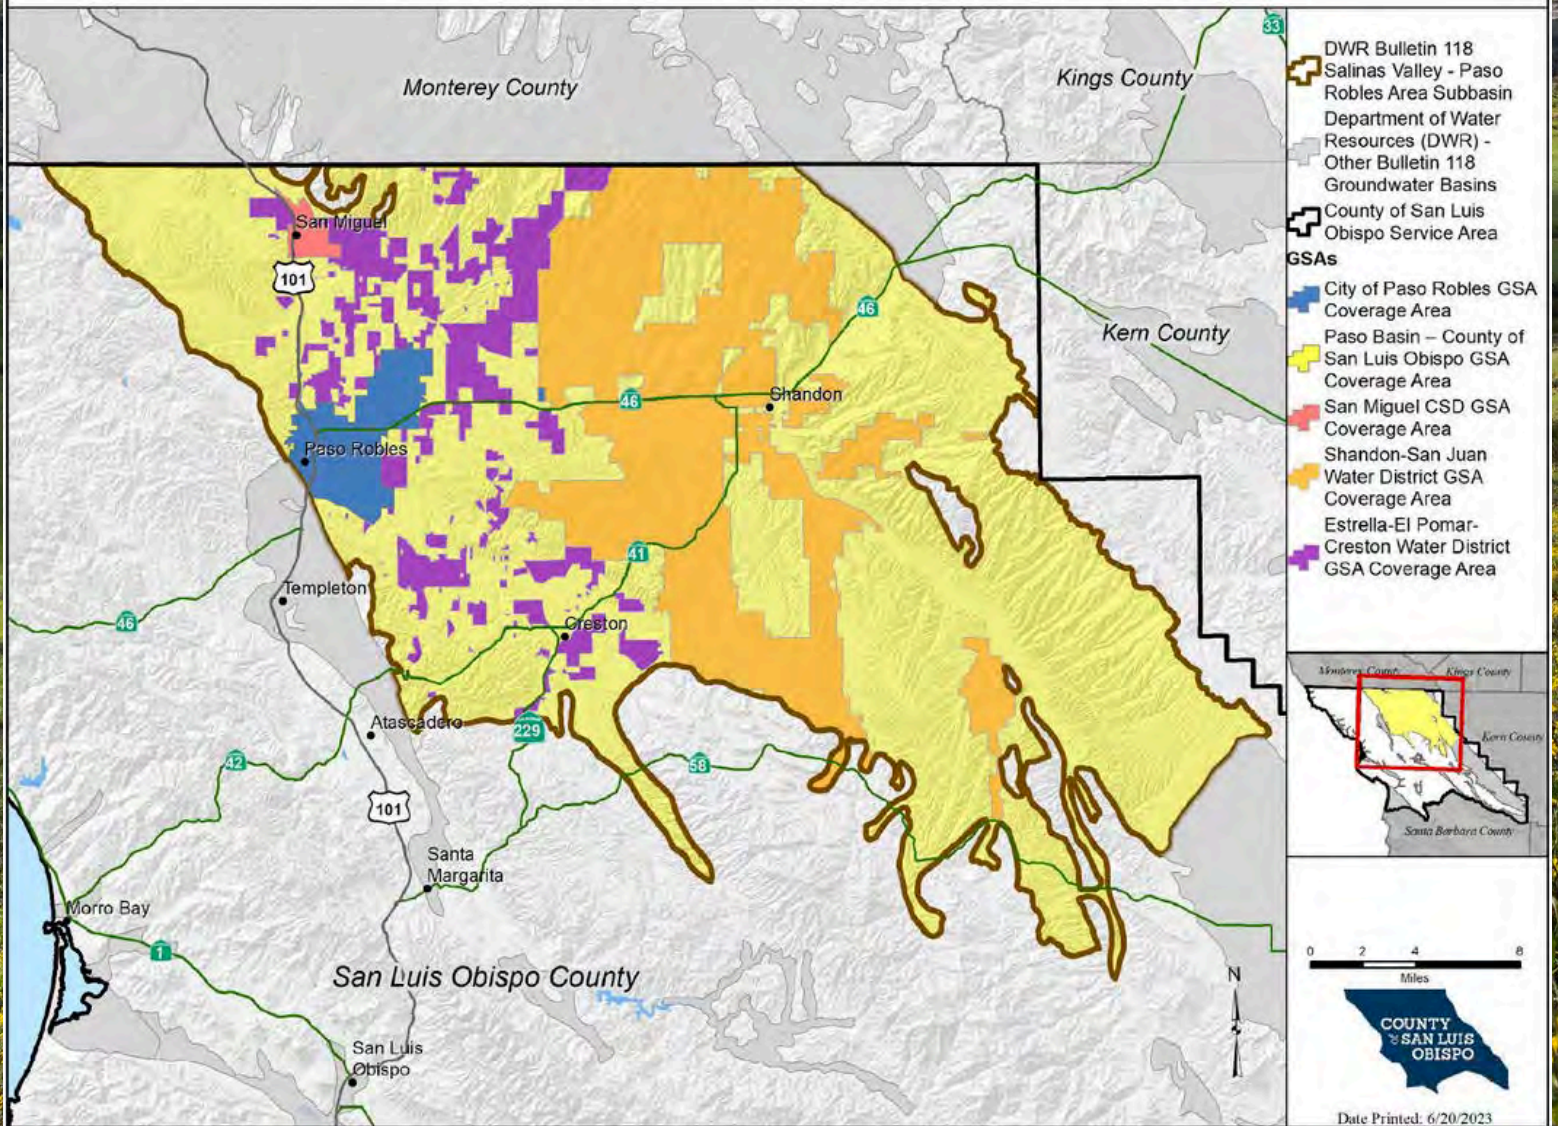 Monterey County
Kings County
33
San Miguel
101
46
Kern County
46
Shandon
Paso Robles
41
Templeton
46
Creston
Atascadero
229
42
58
101
Santa
Margarita
Morro Bay
1
San Luis Obispo County
N
San Luis
Obispo
DWR Bulletin 118
Salinas Valley - Paso
Robles Area Subbasin
Department of Water
Resources (DWR) -
Other Bulletin 118
Groundwater Basins
County of San Luis
Obispo Service Area
GSAs
City of Paso Robles GSA
Coverage Area
Paso Basin – County of
San Luis Obispo GSA
Coverage Area
San Miguel CSD GSA
Coverage Area
Shandon-San Juan
Water District GSA
Coverage Area
Estrella-El Pomar-
Creston Water District
GSA Coverage Area
Monterey County
Kings County
Kern County
Santa Barbara County
0 2 4 8
Miles
COUNTY
OF SAN LUIS
OBISPO
Date Printed: 6/20/2023